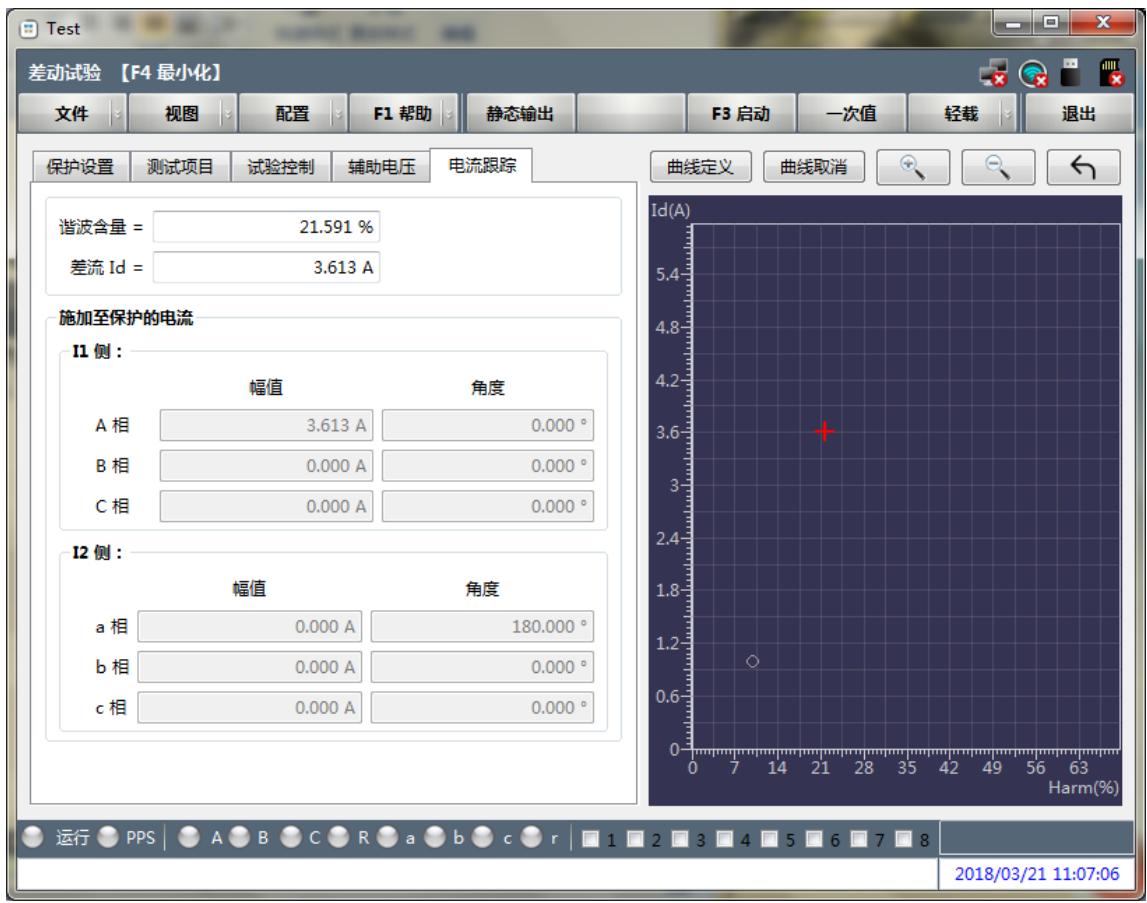 Test
差动试验 【F4 最小化】
文件 视图 配置 F1 帮助 静态输出 F3 启动 一次值 轻载 退出
保护设置 测试项目 试验控制 辅助电压 电流跟踪
曲线定义 曲线取消
谐波含量 = 21.591 %
差流 Id = 3.613 A
施加至保护的电流
I1 侧：
幅值 角度
A 相 3.613 A 0.000 °
B 相 0.000 A 0.000 °
C 相 0.000 A 0.000 °
I2 侧：
幅值 角度
a 相 0.000 A 180.000 °
b 相 0.000 A 0.000 °
c 相 0.000 A 0.000 °
Id(A)
5.4
4.8
4.2
3.6
3
2.4
1.8
1.2
0.6
0
0 7 14 21 28 35 42 49 56 63
Harm(%)
运行 PPS A B C R a b c r 1 2 3 4 5 6 7 8
2018/03/21 11:07:06